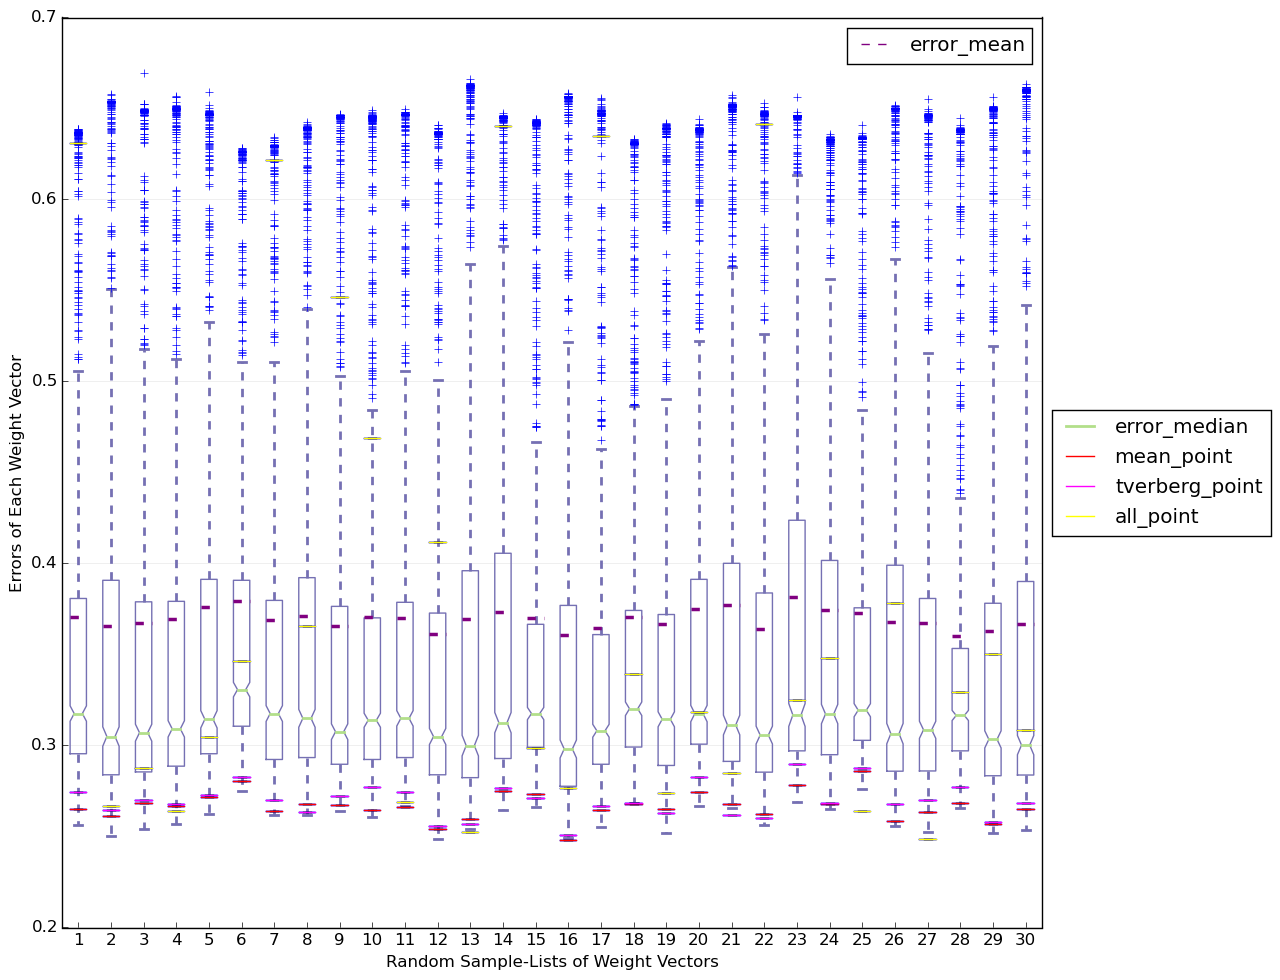 0.7
0.6
0.5
0.4
0.3
0.2
Errors of Each Weight Vector
error_mean
error_median
mean_point
tverberg_point
all_point
1 2 3 4 5 6 7 8 9 10 11 12 13 14 15 16 17 18 19 20 21 22 23 24 25 26 27 28 29 30
Random Sample-Lists of Weight Vectors